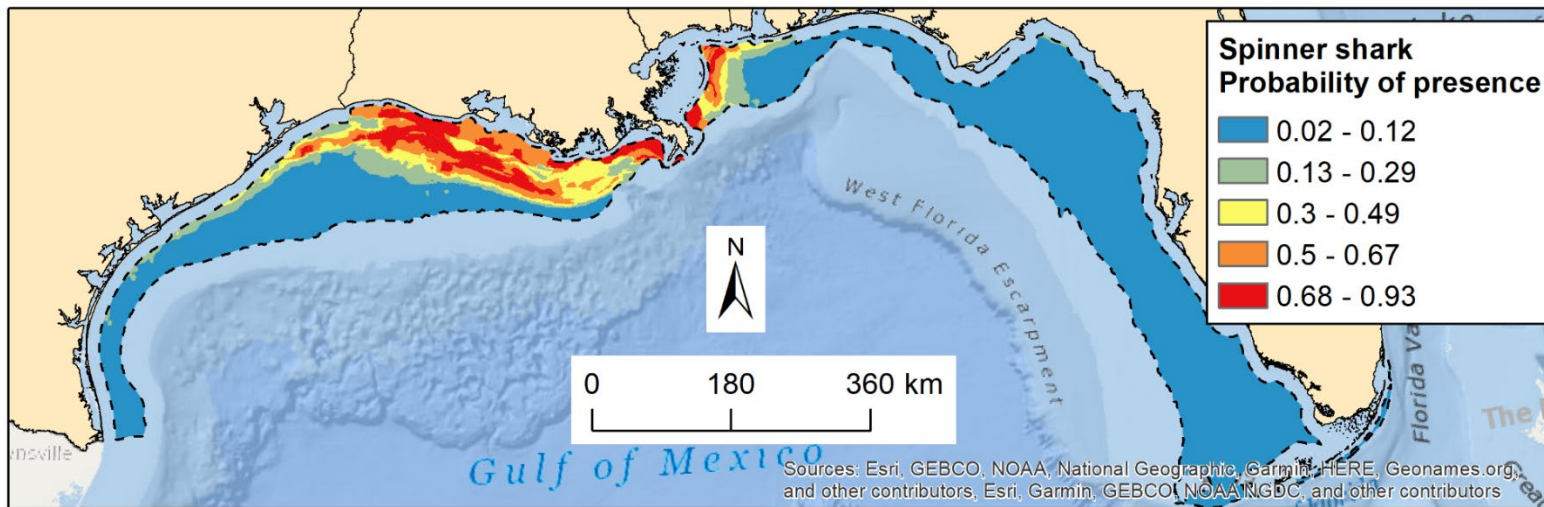 Spinner shark
Probability of presence
0.02 - 0.12
0.13 - 0.29
0.3 - 0.49
0.5 - 0.67
0.68 - 0.93
West Florida Escarpment
N
0 180 360 km
Florida Va
The
nsville
Gulf of Mexico
Sources: Esri, GEBCO, NOAA, National Geographic, Garmin, HERE, Geonames.org,
and other contributors, Esri, Garmin, GEBCO, NOAA NGDC, and other contributors